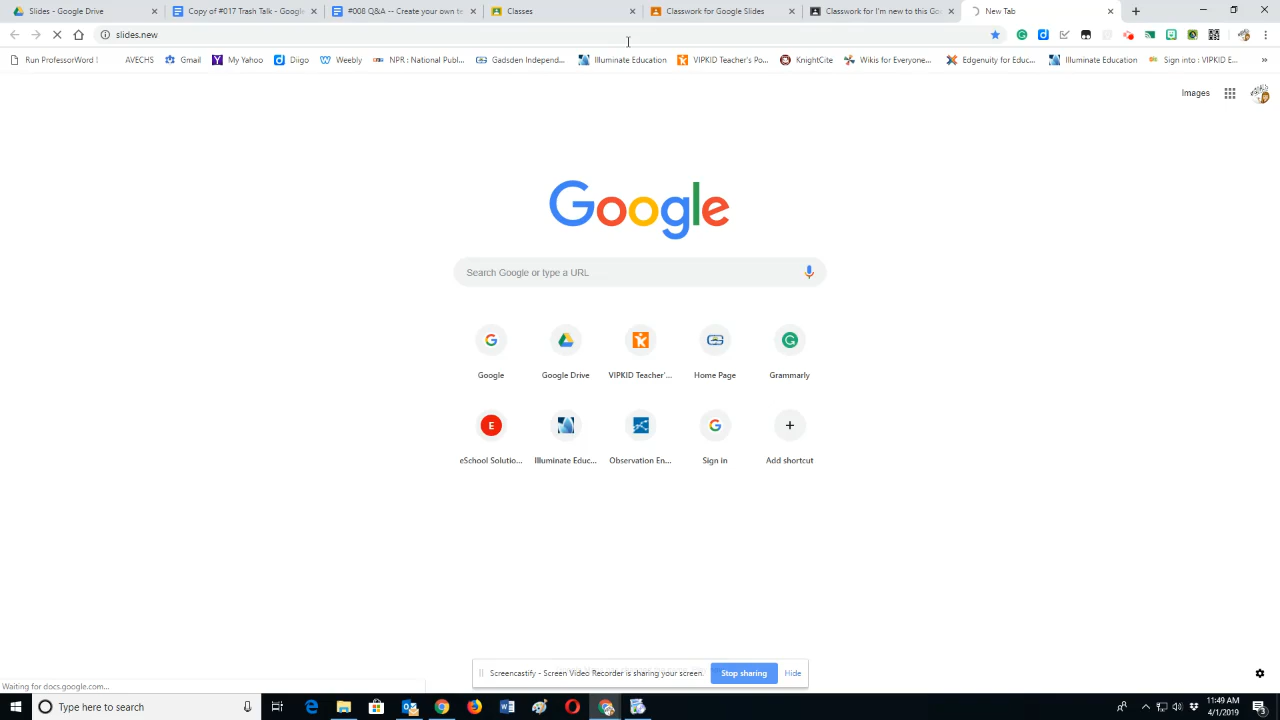 Slides - Google Drive
Copy of #017 Trash Talk - Google
#008 Q&A -- Create your own te
Classes
Classwork for Google Slides
Classwork for I'm new to this Go
New Tab
slides.new
Run ProfessorWord !
AVECHS
Gmail
My Yahoo
Diigo
Weebly
NPR : National Publ...
Gadsden Independ...
Illuminate Education
VIPKID Teacher's Po...
KnightCite
Wikis for Everyone...
Edgenuity for Educ...
Illuminate Education
Sign into : VIPKID E...
»
Images
Google
Search Google or type a URL
Google
Google Drive
VIPKID Teacher'...
Home Page
Grammarly
E
eSchool Solutio...
Illuminate Educ...
Observation En...
Sign in
Add shortcut
Screencastify - Screen Video Recorder is sharing your screen.
Stop sharing
Hide
Waiting for docs.google.com...
Type here to search
11:49 AM
4/1/2019